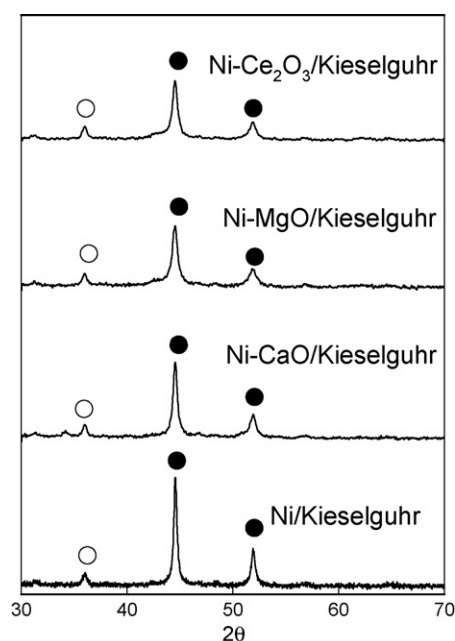 Ni-Ce₂O₃/Kieselguhr
Ni-MgO/Kieselguhr
Ni-CaO/Kieselguhr
Ni/Kieselguhr
30 40 50 60 70
2θ